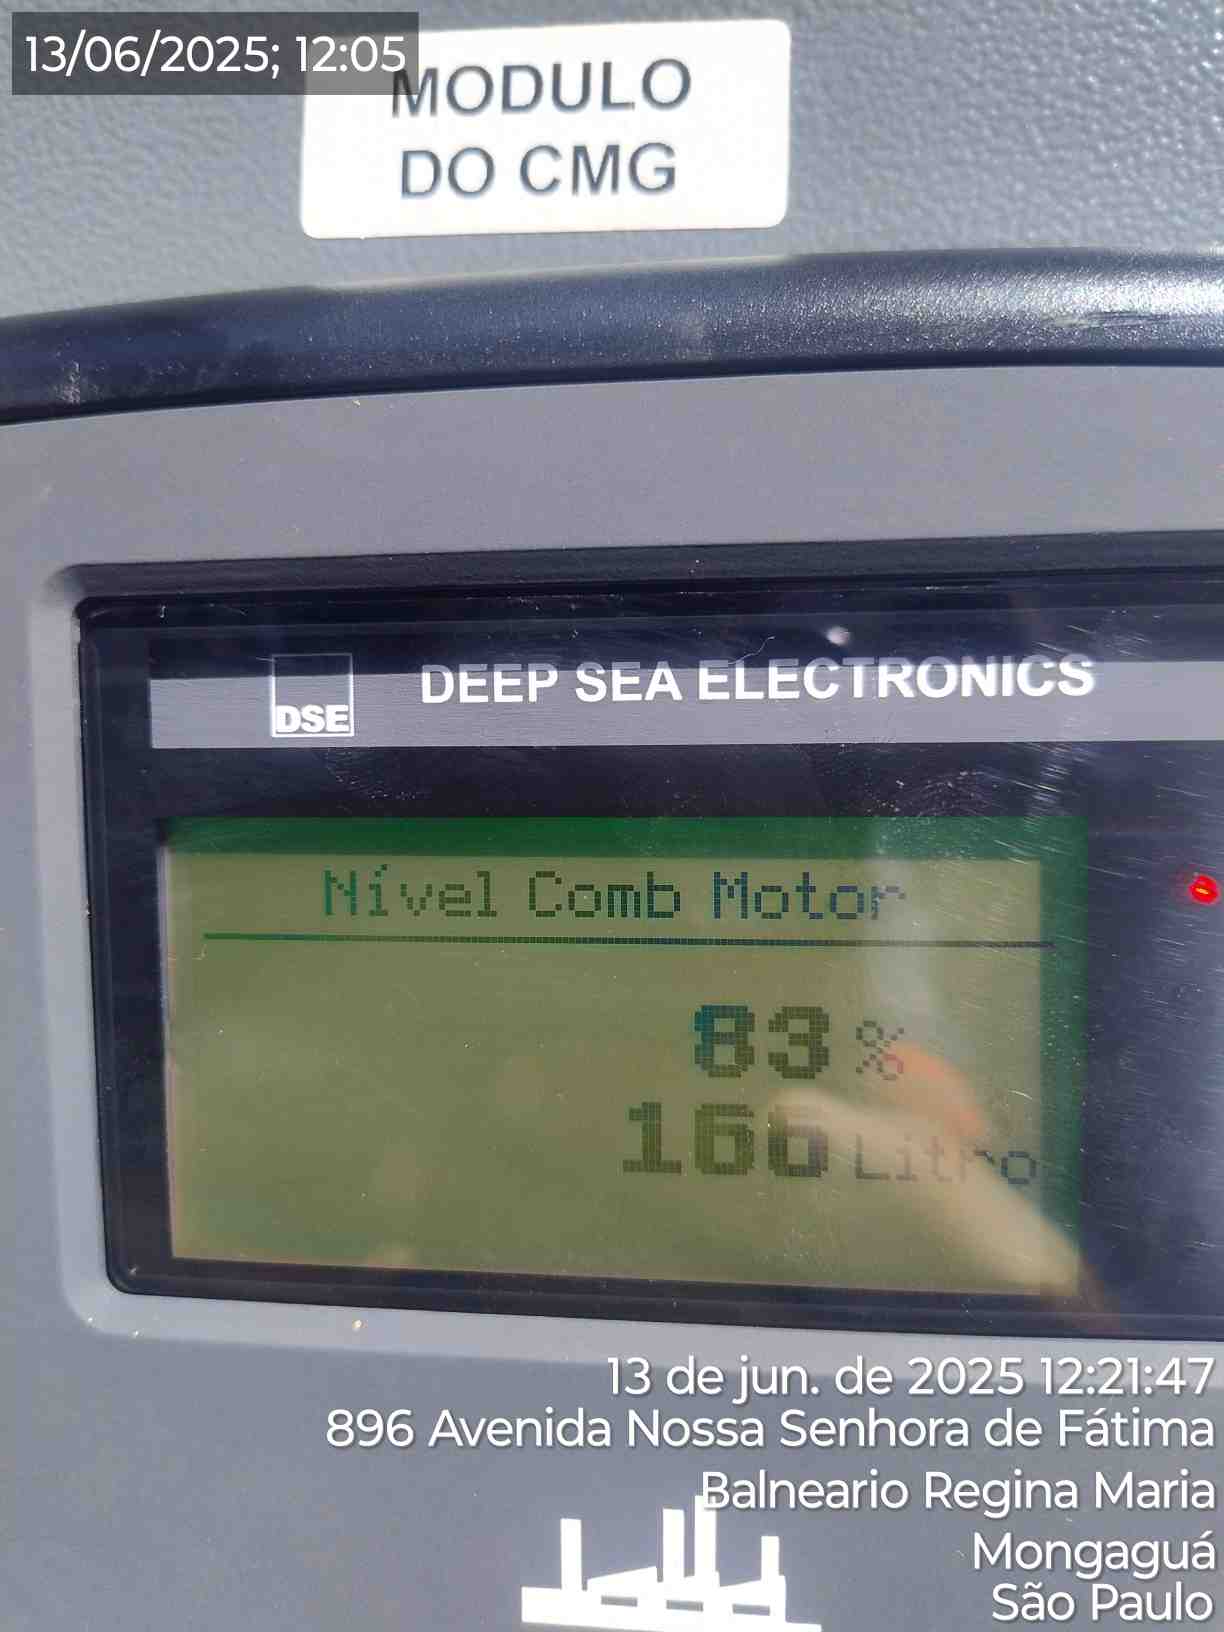 13/06/2025; 12:05
MODULO
DO CMG
DSE
DEEP SEA ELECTRONICS
Nível Comb Motor
83 %
166 Litro
13 de jun. de 2025 12:21:47
896 Avenida Nossa Senhora de Fátima
Balneario Regina Maria
Mongaguá
São Paulo